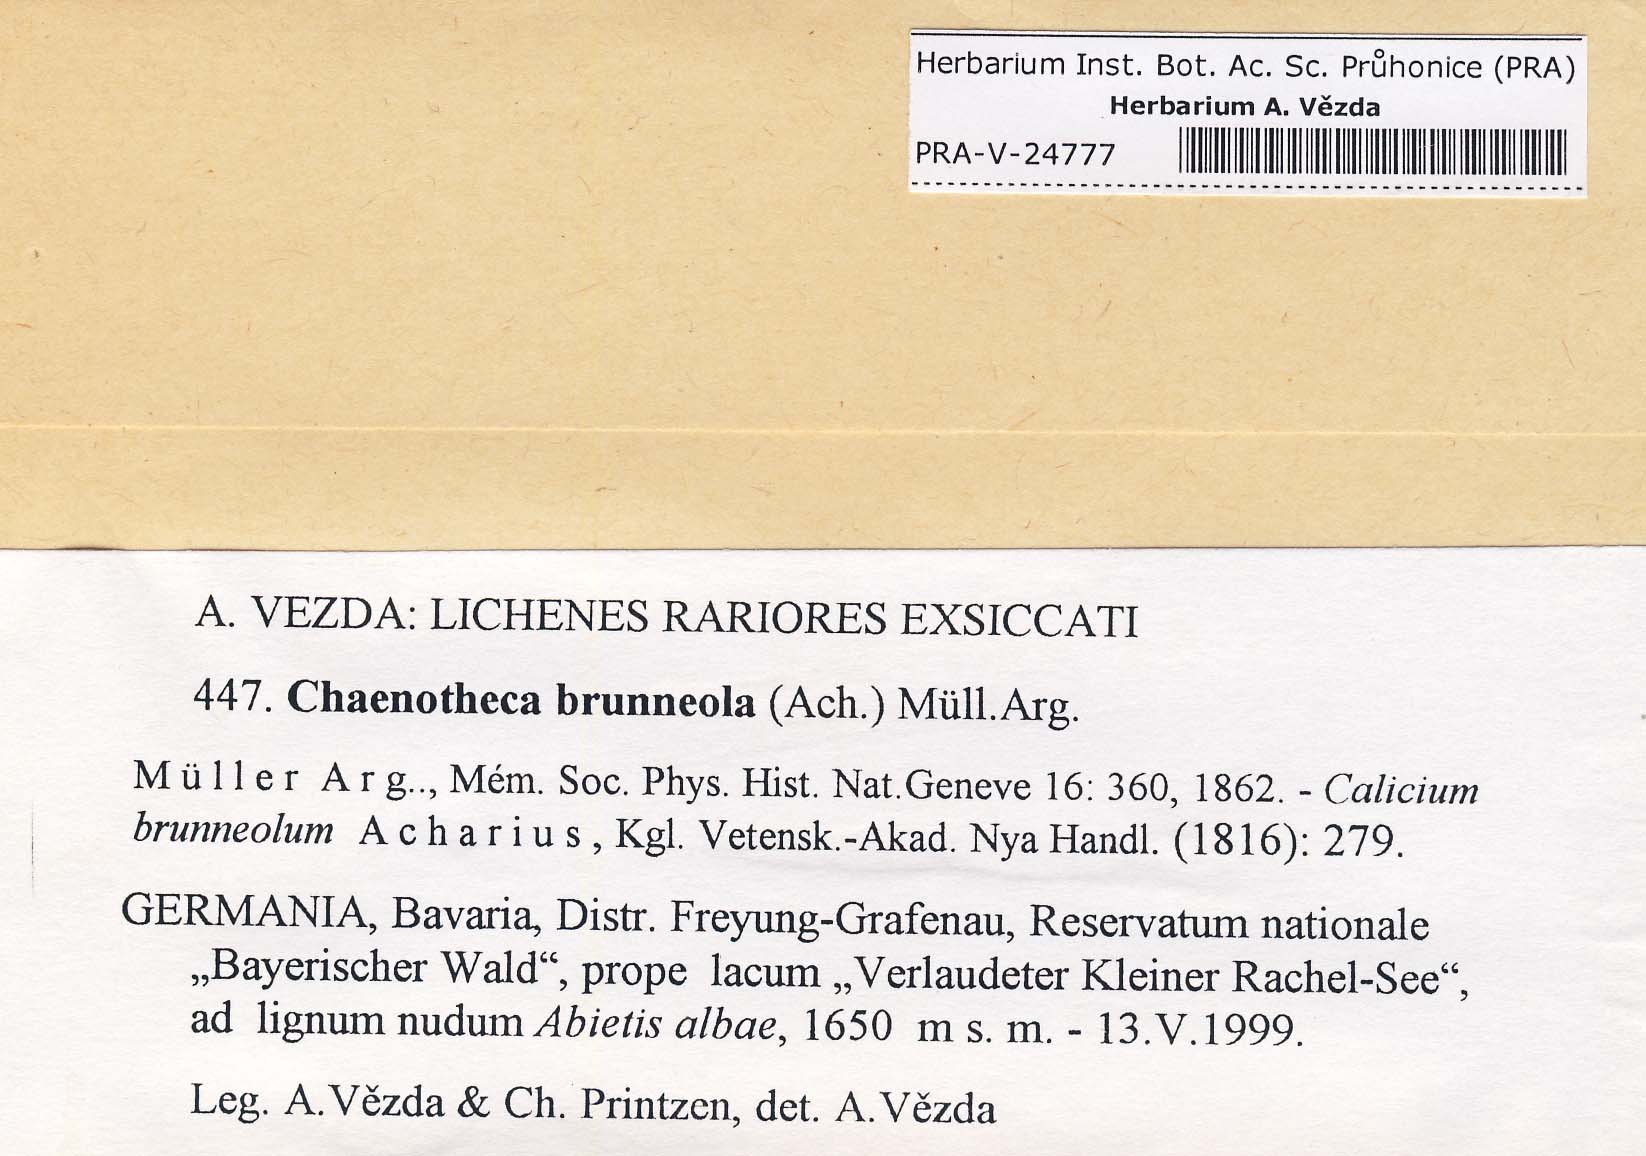 Herbarium Inst. Bot. Ac. Sc. Průhonice (PRA)
Herbarium A. Vězda
PRA-V-24777
A. VEZDA: LICHENES RARIORES EXSICCATI
447. Chaenotheca brunneola (Ach.) Müll.Arg.
Müller Arg.., Mém. Soc. Phys. Hist. Nat.Geneve 16: 360, 1862. - Calicium
brunneolum Acharius, Kgl. Vetensk.-Akad. Nya Handl. (1816): 279.
GERMANIA, Bavaria, Distr. Freyung-Grafenau, Reservatum nationale
„Bayerischer Wald“, prope lacum „Verlaudeter Kleiner Rachel-See“,
ad lignum nudum Abietis albae, 1650 m s. m. - 13.V.1999.
Leg. A.Vězda & Ch. Printzen, det. A.Vězda